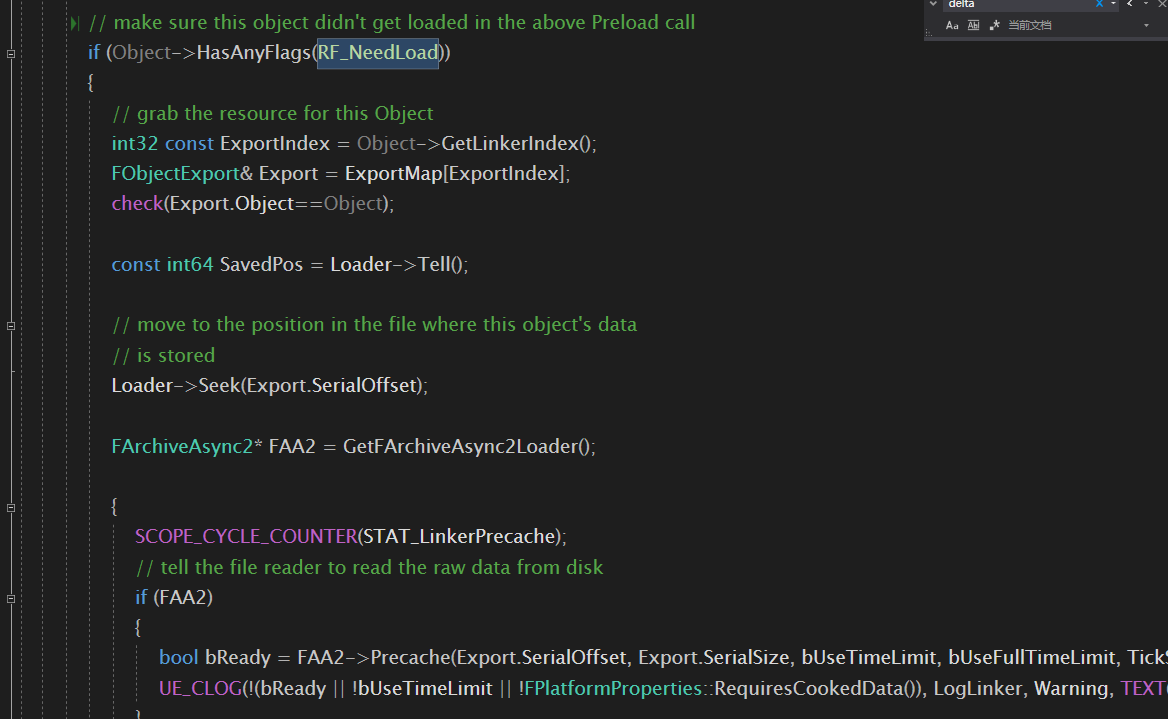 delta
Aa Ab| .* 当前文档
// make sure this object didn't get loaded in the above Preload call
if (Object->HasAnyFlags(RF_NeedLoad))
{
// grab the resource for this Object
int32 const ExportIndex = Object->GetLinkerIndex();
FObjectExport& Export = ExportMap[ExportIndex];
check(Export.Object==Object);
const int64 SavedPos = Loader->Tell();
// move to the position in the file where this object's data
// is stored
Loader->Seek(Export.SerialOffset);
FArchiveAsync2* FAA2 = GetFArchiveAsync2Loader();
{
SCOPE_CYCLE_COUNTER(STAT_LinkerPrecache);
// tell the file reader to read the raw data from disk
if (FAA2)
{
bool bReady = FAA2->Precache(Export.SerialOffset, Export.SerialSize, bUseTimeLimit, bUseFullTimeLimit, TickS
UE_CLOG(!(bReady || !bUseTimeLimit || !FPlatformProperties::RequiresCookedData()), LogLinker, Warning, TEXT(
}